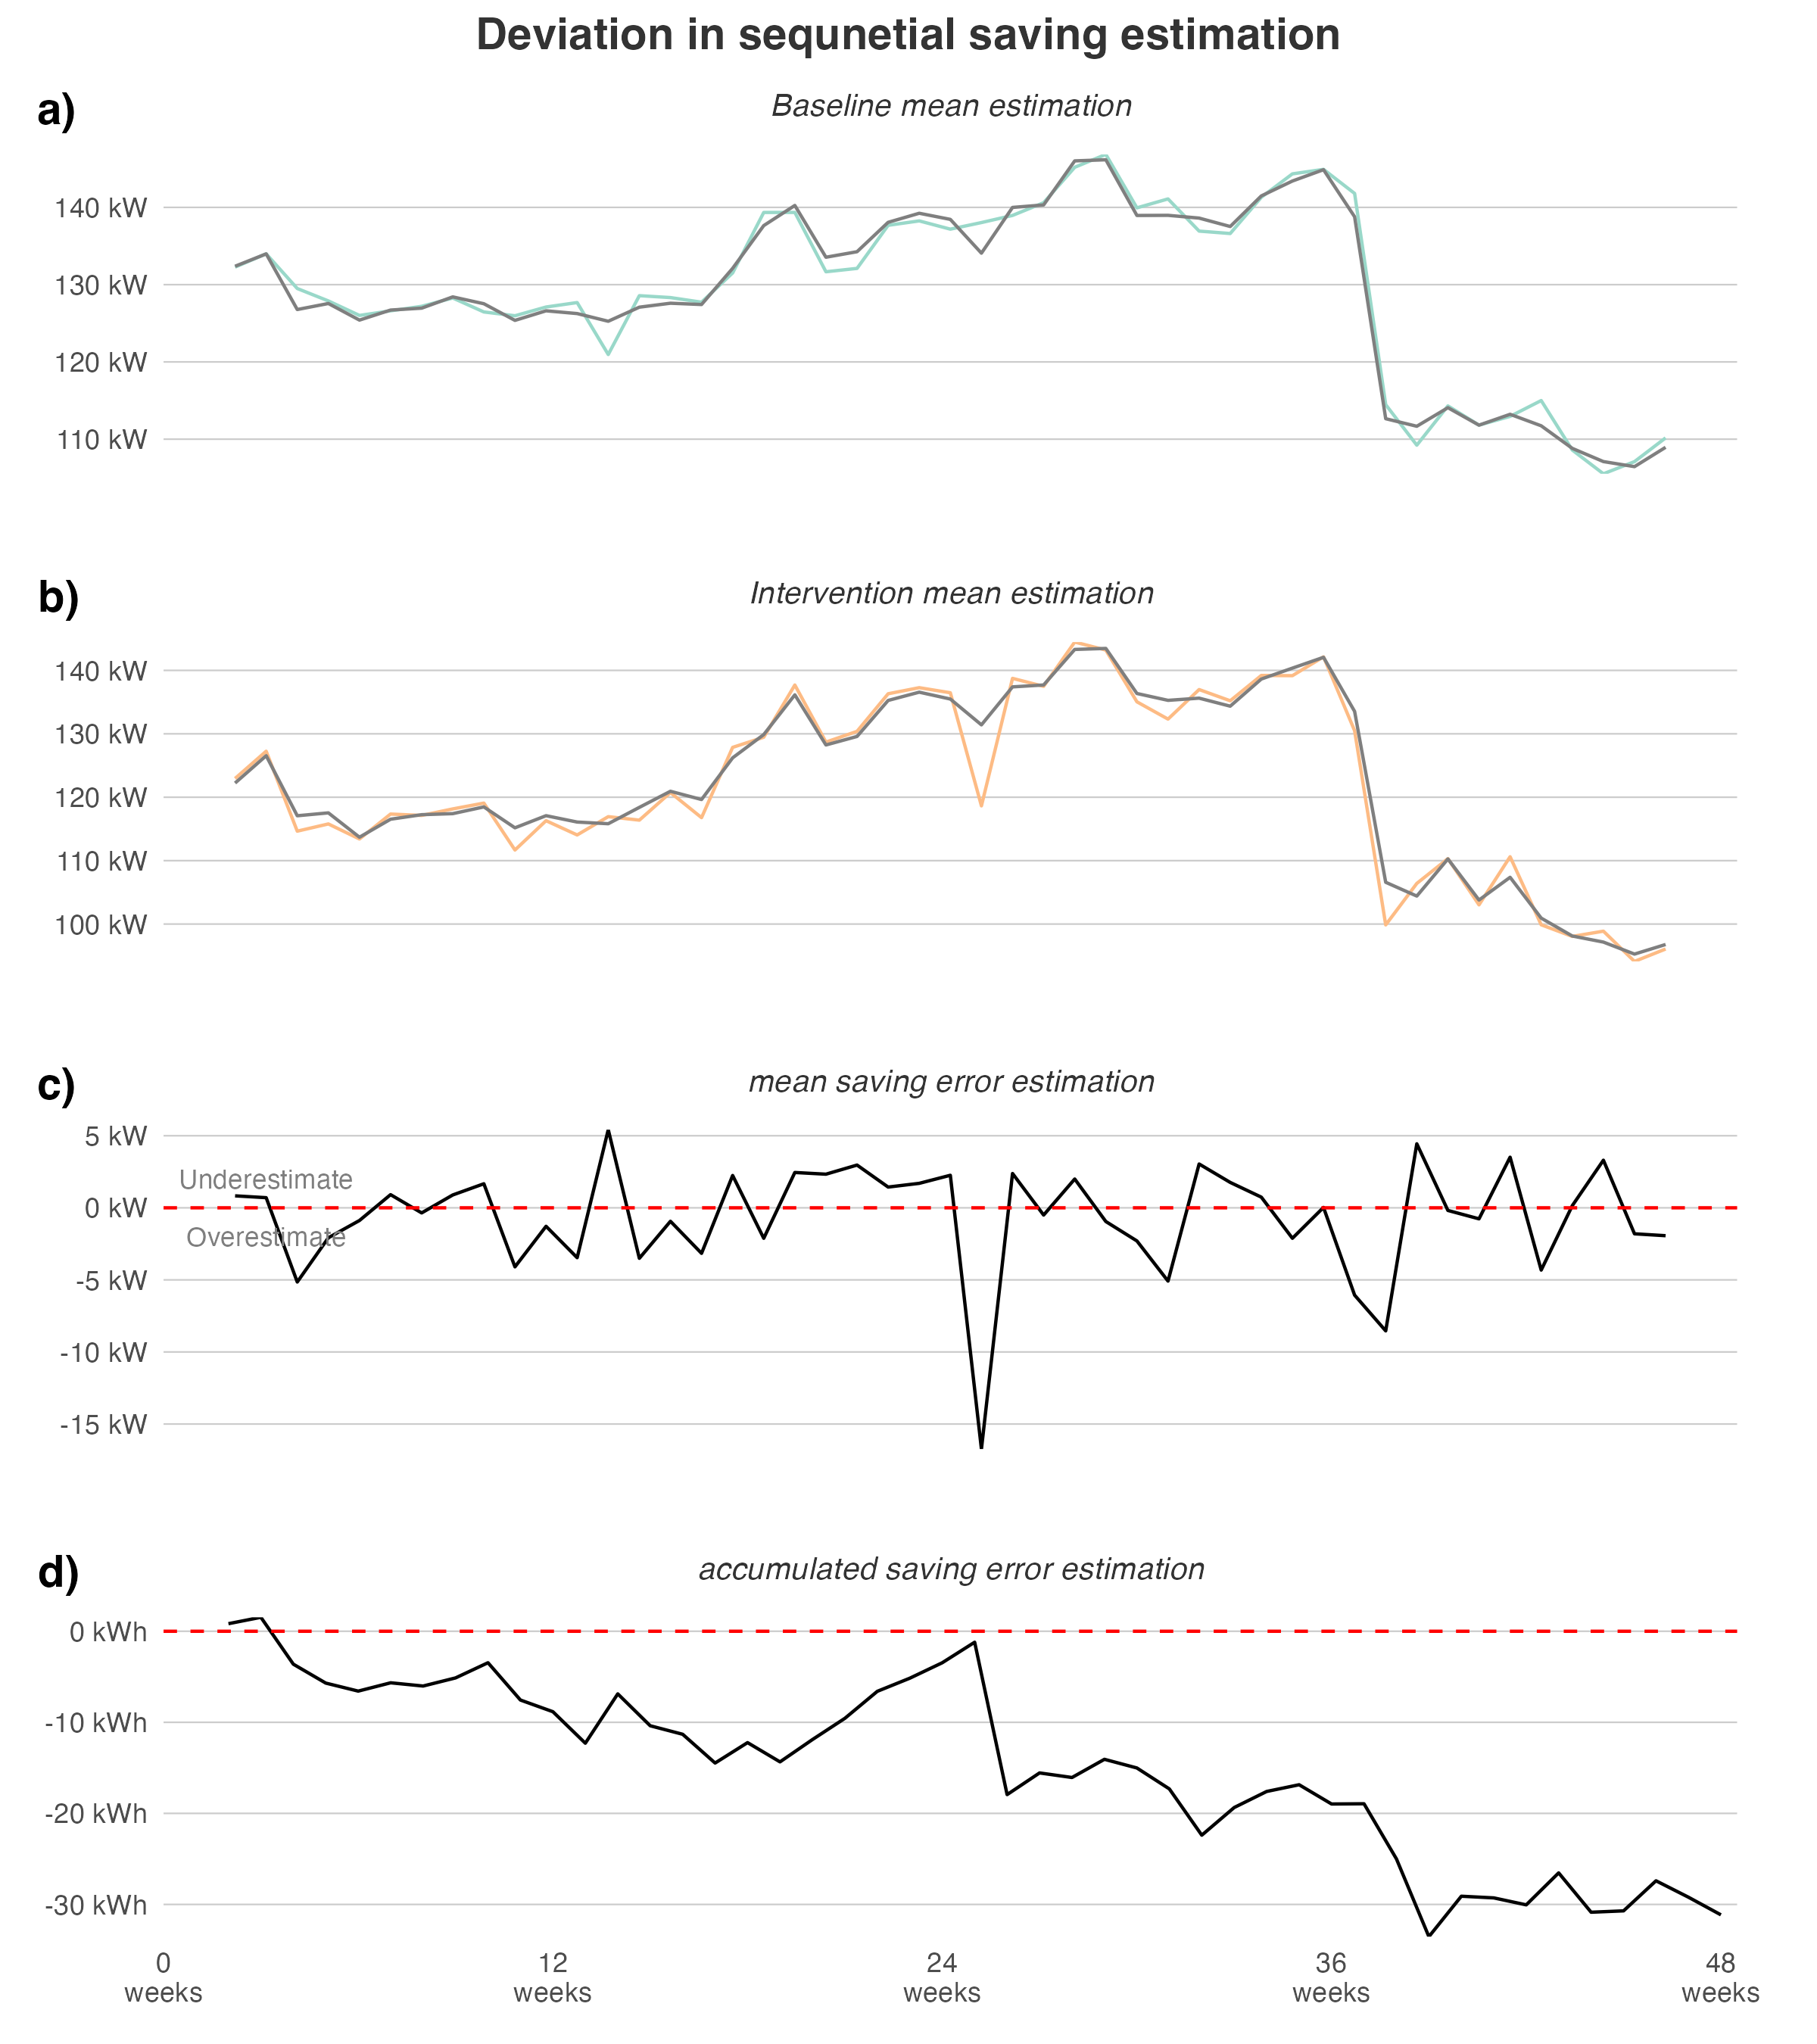 Deviation in sequnetial saving estimation
a)
Baseline mean estimation
140 kW
130 kW
120 kW
110 kW
b)
Intervention mean estimation
140 kW
130 kW
120 kW
110 kW
100 kW
c)
mean saving error estimation
5 kW
Underestimate
0 kW
Overestimate
-5 kW
-10 kW
-15 kW
d)
accumulated saving error estimation
0 kWh
-10 kWh
-20 kWh
-30 kWh
0 12 24 36 48
weeks weeks weeks weeks weeks